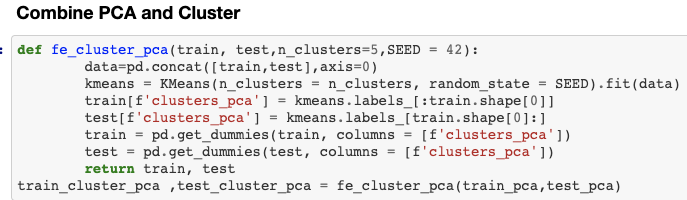 Combine PCA and Cluster
: def fe_cluster_pca(train, test,n_clusters=5,SEED = 42):
        data=pd.concat([train,test],axis=0)
        kmeans = KMeans(n_clusters = n_clusters, random_state = SEED).fit(data)
        train[f'clusters_pca'] = kmeans.labels_[:train.shape[0]]
        test[f'clusters_pca'] = kmeans.labels_[train.shape[0]:]
        train = pd.get_dummies(train, columns = [f'clusters_pca'])
        test = pd.get_dummies(test, columns = [f'clusters_pca'])
        return train, test
train_cluster_pca ,test_cluster_pca = fe_cluster_pca(train_pca,test_pca)